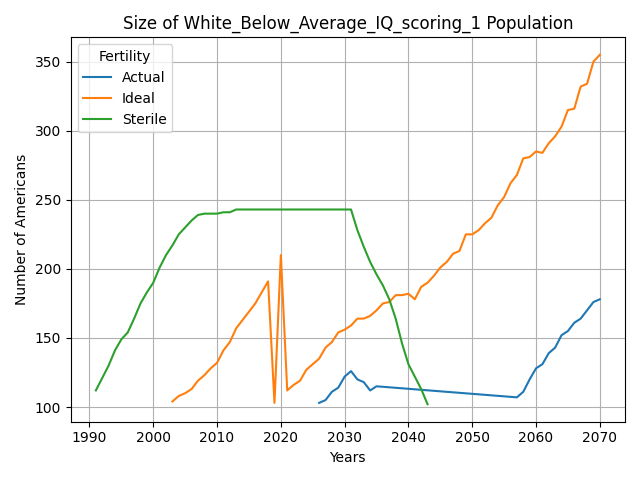 Size of White_Below_Average_IQ_scoring_1 Population
Fertility
Actual
Ideal
Sterile
Number of Americans
350
300
250
200
150
100
1990 2000 2010 2020 2030 2040 2050 2060 2070
Years